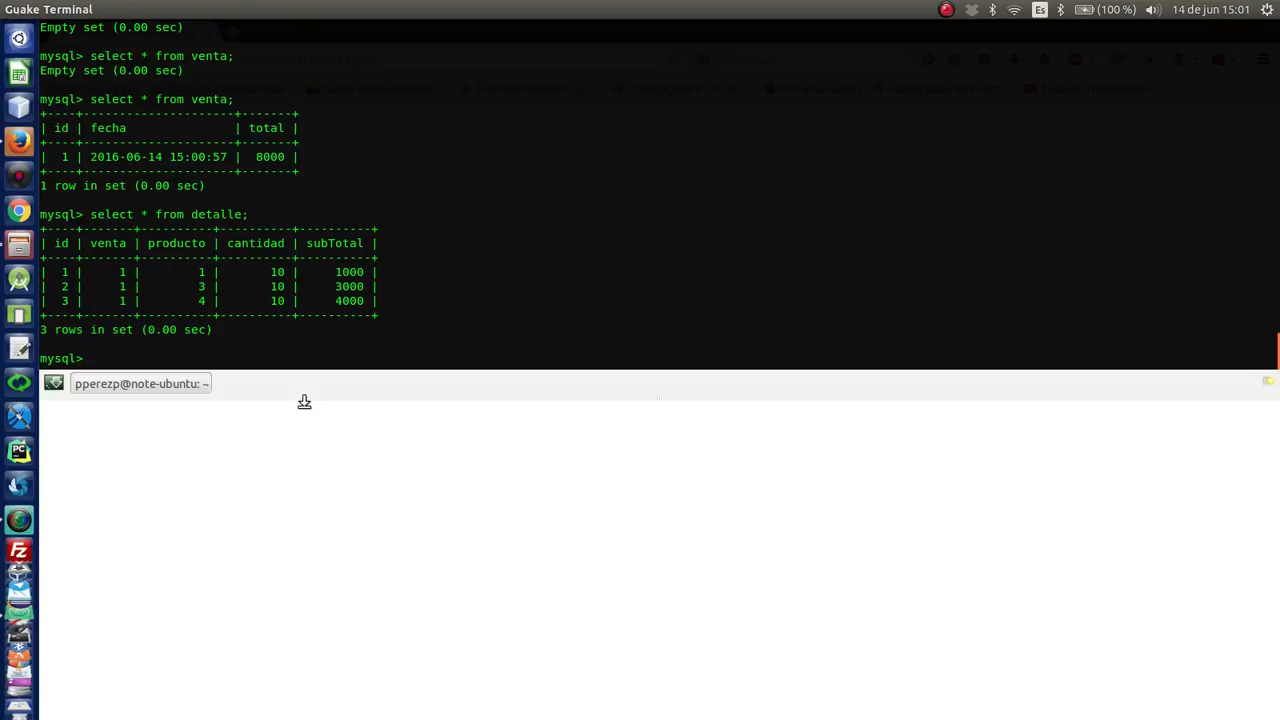 Guake Terminal
Es
(100 %)
14 de jun 15:01
Empty set (0.00 sec)
mysql> select * from venta;
Empty set (0.00 sec)
mysql> select * from venta;
+----+---------------------+-------+
| id | fecha               | total |
+----+---------------------+-------+
|  1 | 2016-06-14 15:00:57 |  8000 |
+----+---------------------+-------+
1 row in set (0.00 sec)
mysql> select * from detalle;
+----+-------+----------+----------+----------+
| id | venta | producto | cantidad | subTotal |
+----+-------+----------+----------+----------+
|  1 |     1 |        1 |       10 |     1000 |
|  2 |     1 |        3 |       10 |     3000 |
|  3 |     1 |        4 |       10 |     4000 |
+----+-------+----------+----------+----------+
3 rows in set (0.00 sec)
mysql>
pperezp@note-ubuntu: ~
PC
Fz